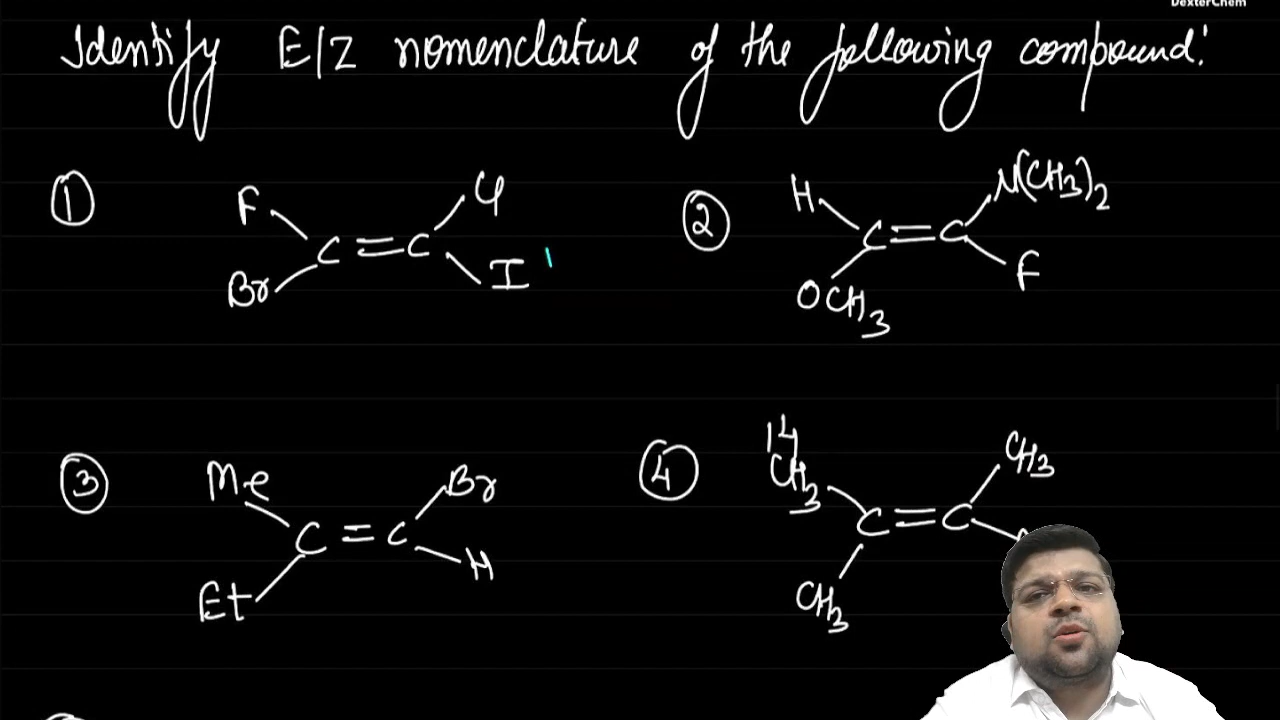 DexterChem
Identify E/Z nomenclature of the following compound:
① F Cl
C=C
Br I
② H N(CH3)2
C=C
OCH3 F
③ Me Br
C=C
Et H
④ 14
CH3 CH3
C=C
CH3